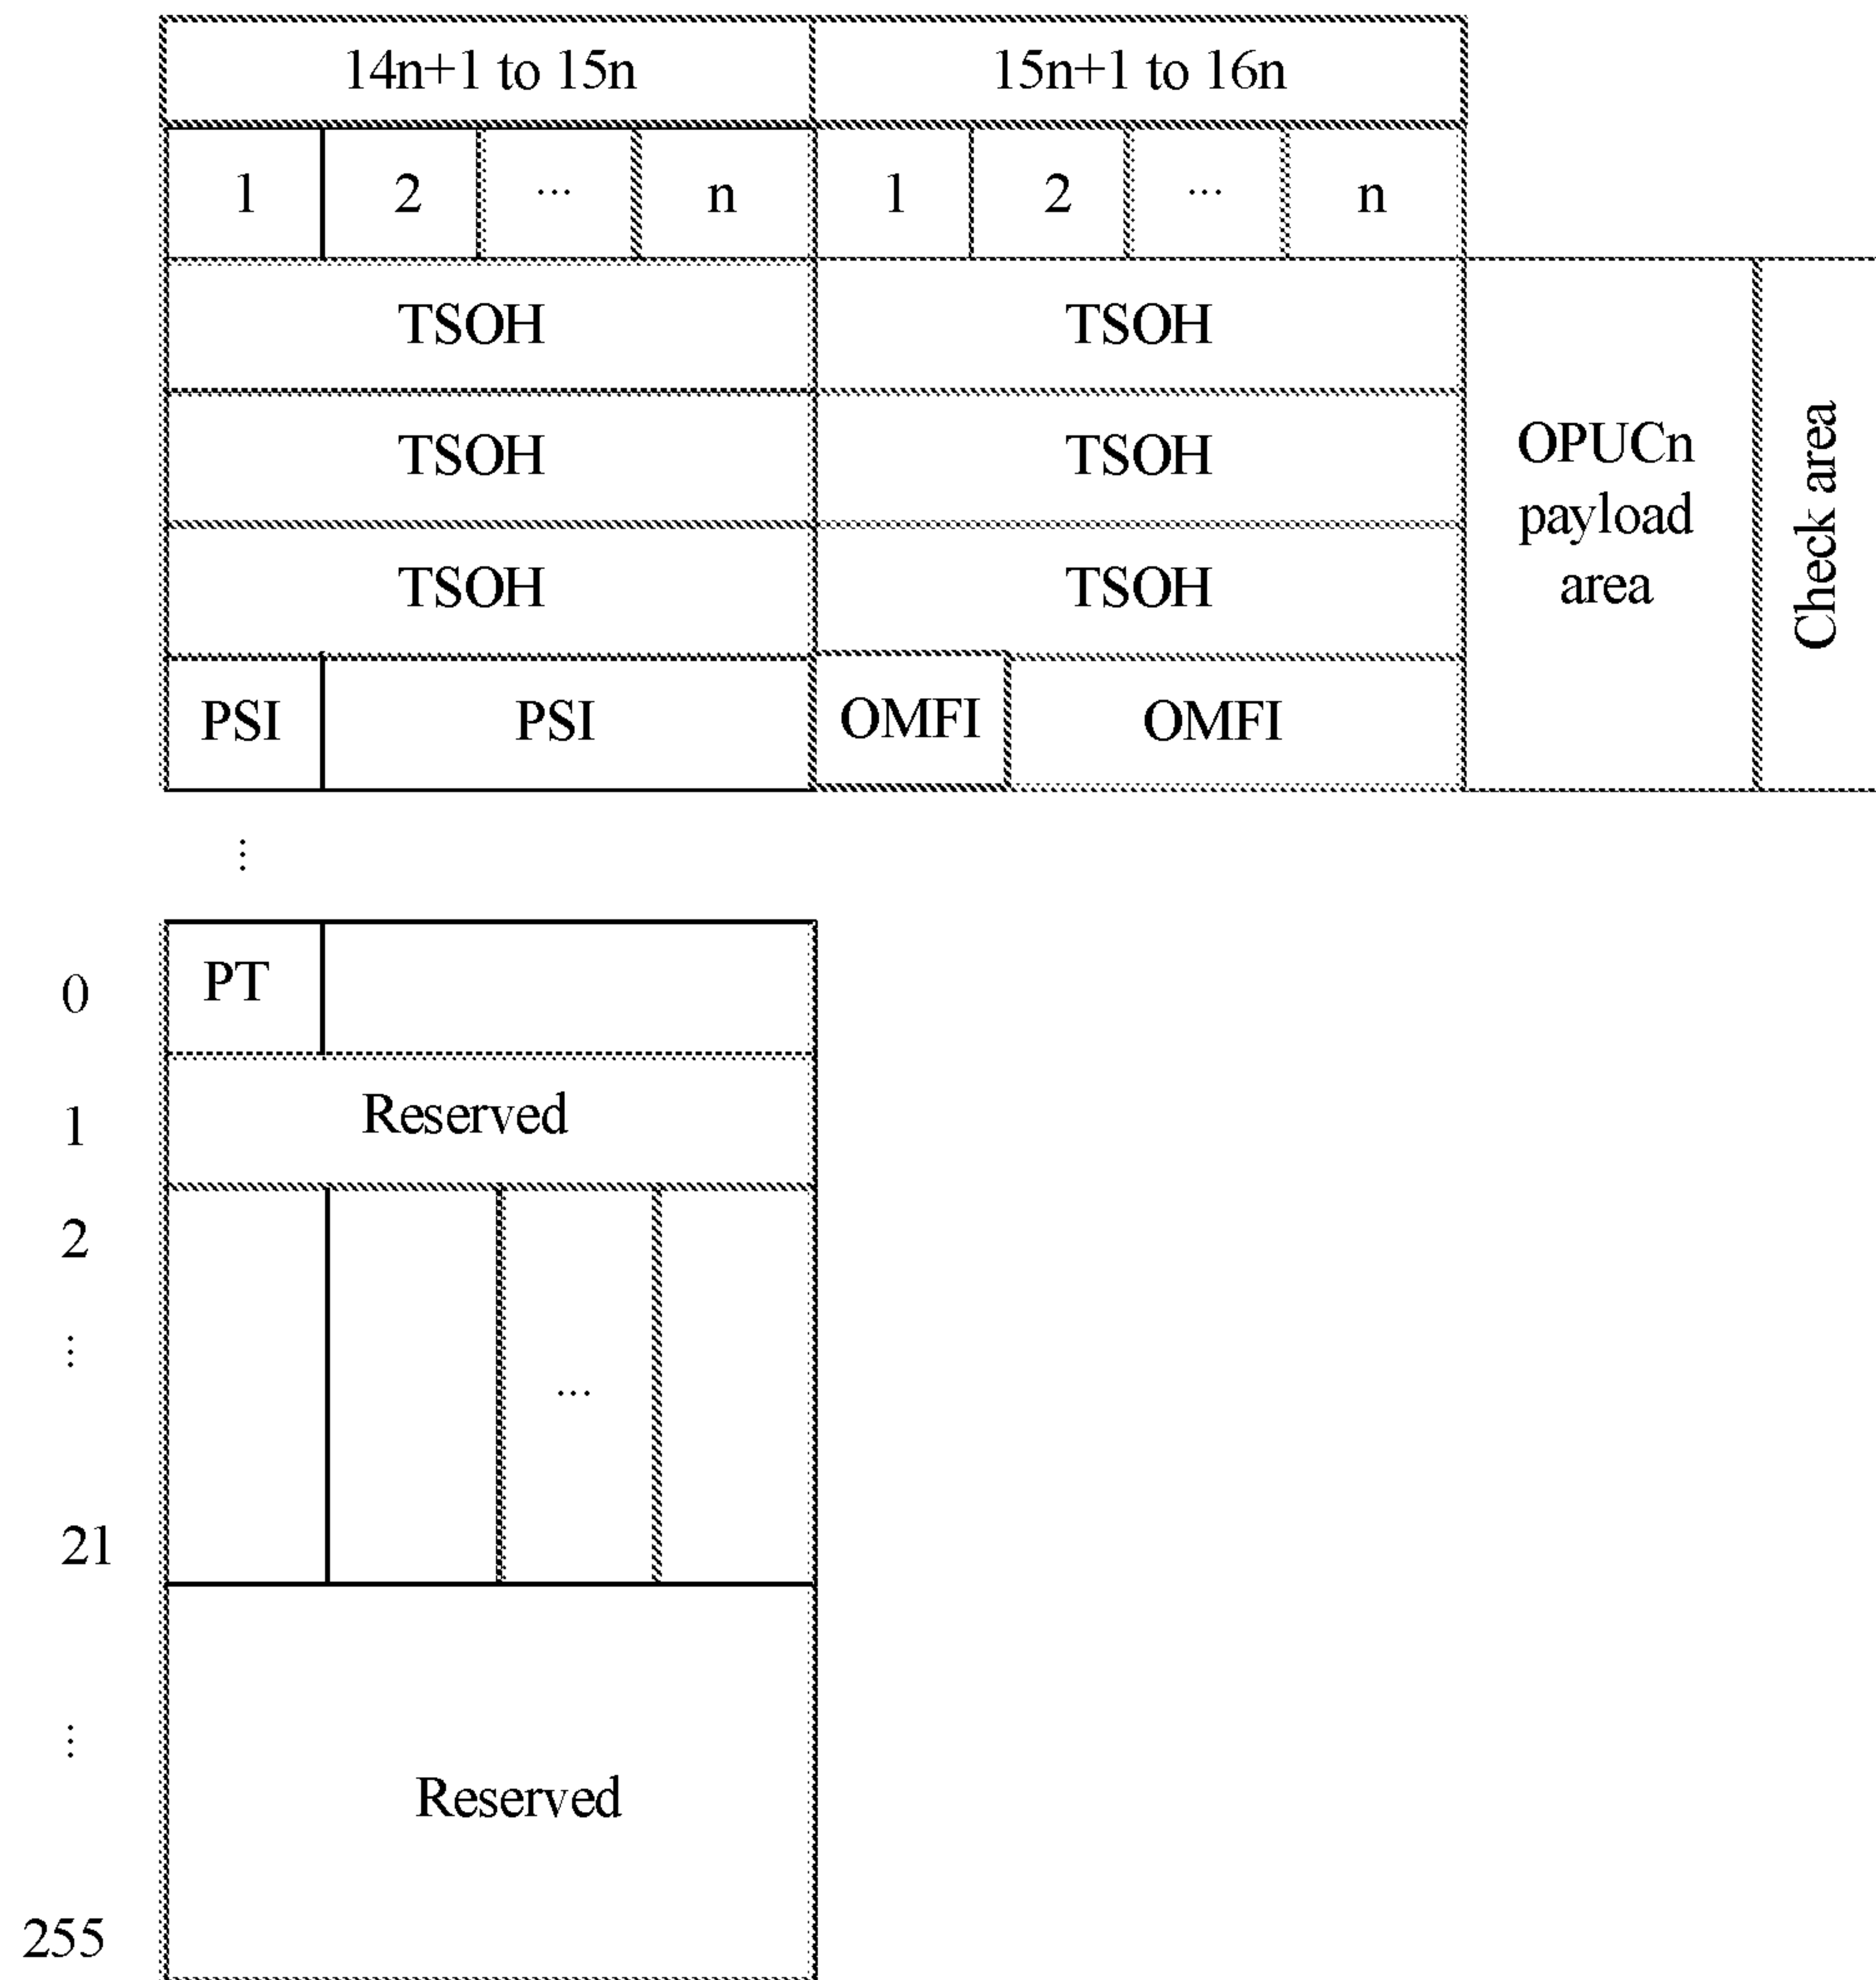 14n+1 to 15n 15n+1 to 16n
1 2 ... n 1 2 ... n
TSOH TSOH
TSOH TSOH
TSOH TSOH
OPUCn
payload
area
Check area
PSI PSI OMFI OMFI
⋮
0 PT
1 Reserved
2
⋮
...
21
⋮
Reserved
255